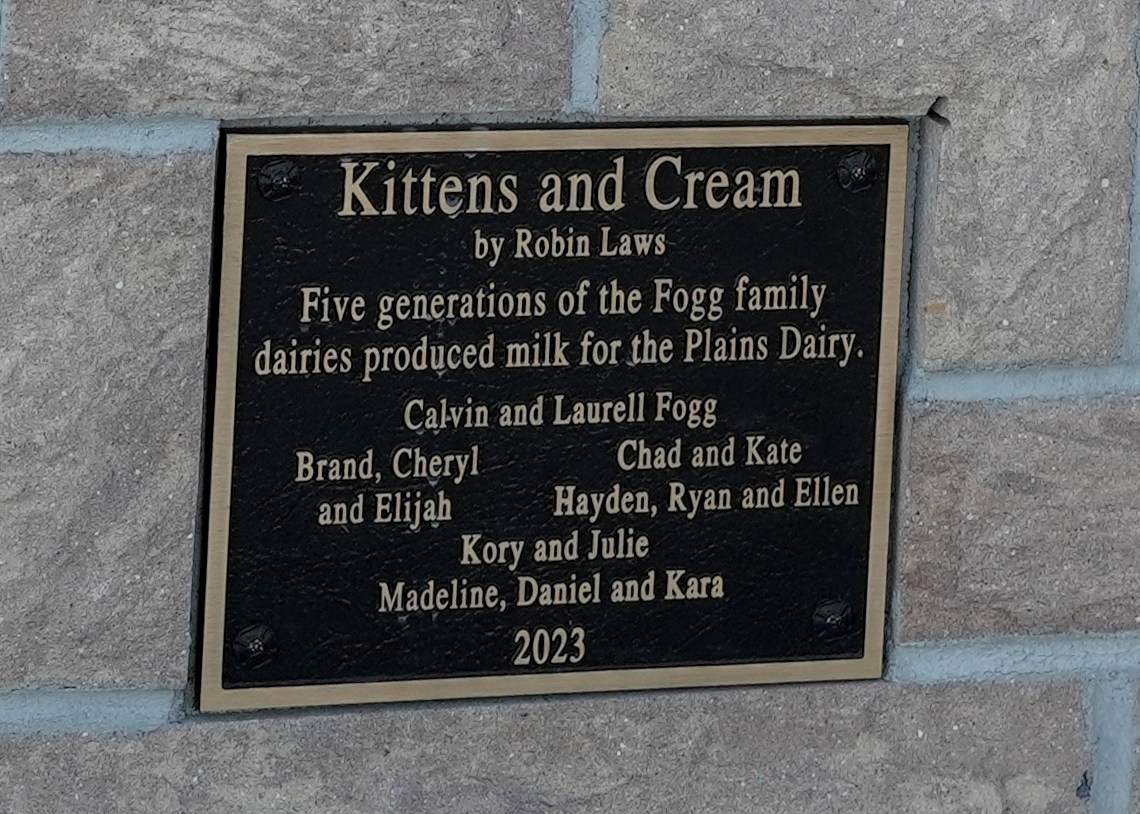 Kittens and Cream
by Robin Laws
Five generations of the Fogg family
dairies produced milk for the Plains Dairy.
Calvin and Laurell Fogg
Brand, Cheryl
and Elijah
Chad and Kate
Hayden, Ryan and Ellen
Kory and Julie
Madeline, Daniel and Kara
2023